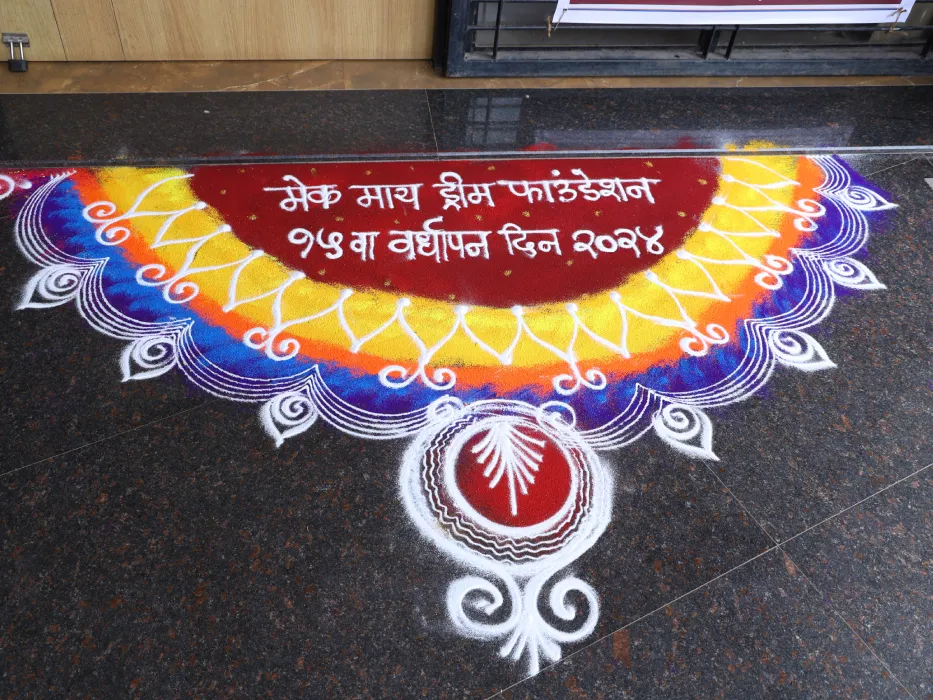 मेक माय ड्रीम फाउंडेशन
१५ वा वर्धापन दिन २०२४